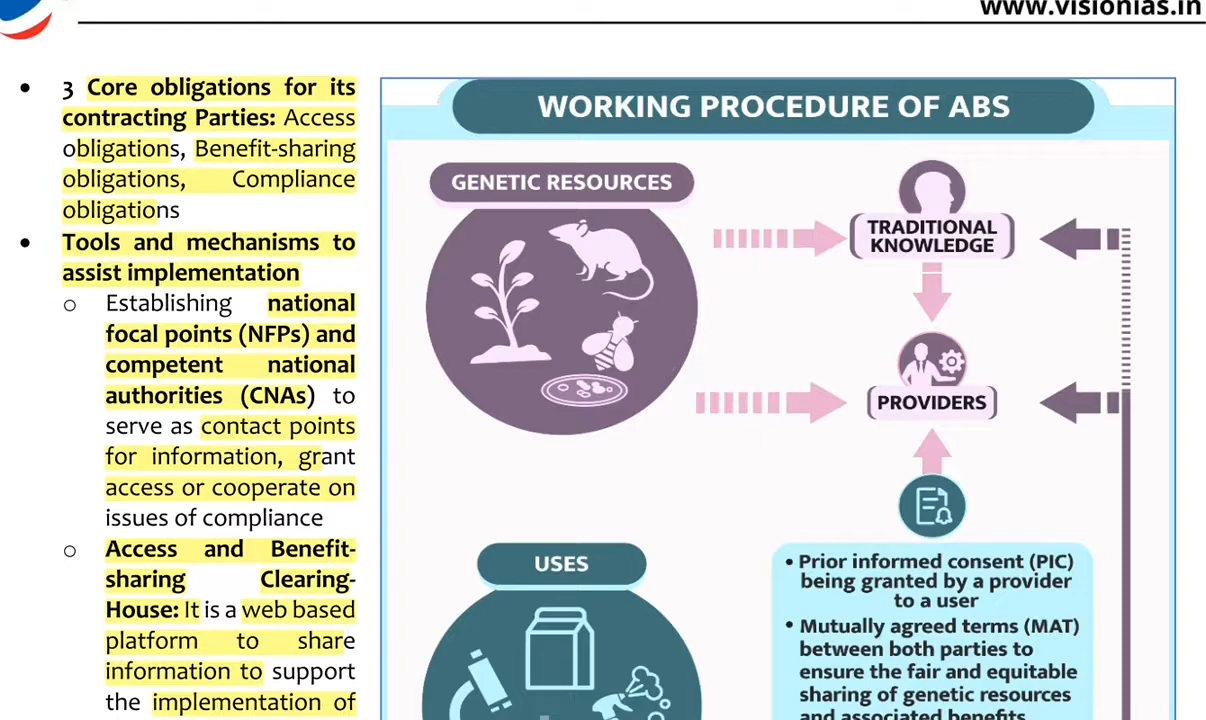 www.visionias.in
• 3 Core obligations for its
contracting Parties: Access
obligations, Benefit-sharing
obligations, Compliance
obligations
• Tools and mechanisms to
assist implementation
o Establishing national
focal points (NFPs) and
competent national
authorities (CNAs) to
serve as contact points
for information, grant
access or cooperate on
issues of compliance
o Access and Benefit-
sharing Clearing-
House: It is a web based
platform to share
information to support
the implementation of
WORKING PROCEDURE OF ABS
GENETIC RESOURCES
TRADITIONAL
KNOWLEDGE
PROVIDERS
USES
• Prior informed consent (PIC)
being granted by a provider
to a user
• Mutually agreed terms (MAT)
between both parties to
ensure the fair and equitable
sharing of genetic resources
and associated benefits